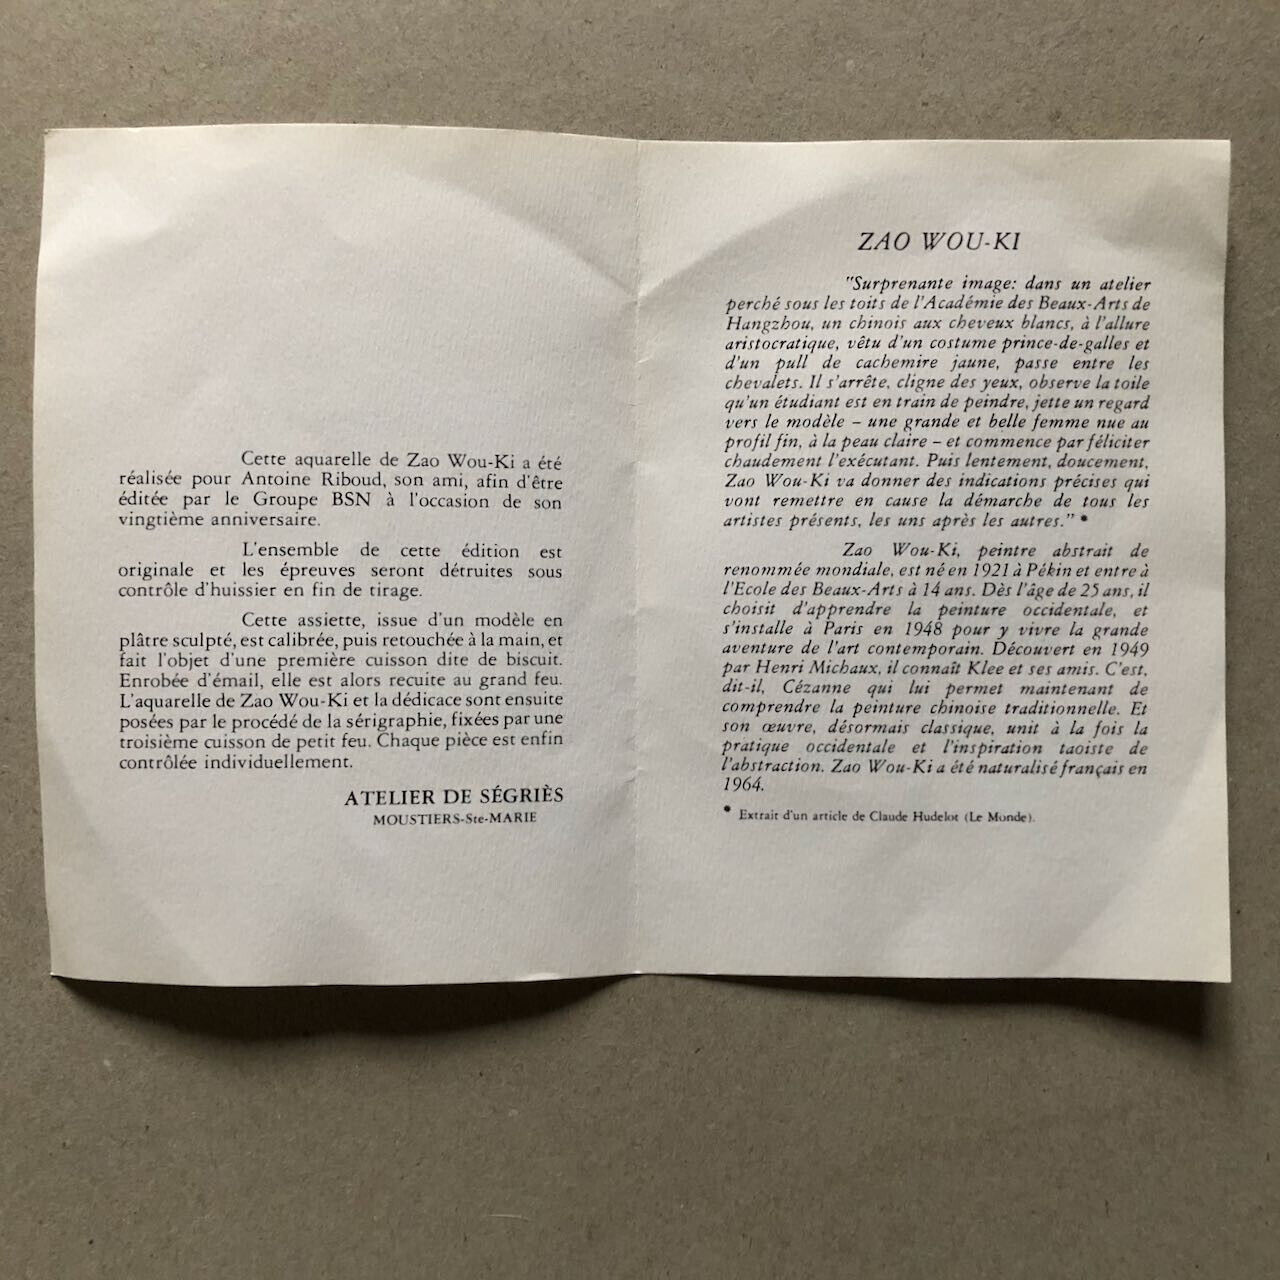 Cette aquarelle de Zao Wou-Ki a été
réalisée pour Antoine Riboud, son ami, afin d'être
éditée par le Groupe BSN à l'occasion de son
vingtième anniversaire.
L'ensemble de cette édition est
originale et les épreuves seront détruites sous
contrôle d'huissier en fin de tirage.
Cette assiette, issue d'un modèle en
plâtre sculpté, est calibrée, puis retouchée à la main, et
fait l'objet d'une première cuisson dite de biscuit.
Enrobée d'émail, elle est alors recuite au grand feu.
L'aquarelle de Zao Wou-Ki et la dédicace sont ensuite
posées par le procédé de la sérigraphie, fixées par une
troisième cuisson de petit feu. Chaque pièce est enfin
contrôlée individuellement.
ATELIER DE SÉGRIÈS
MOUSTIERS-Ste-MARIE
ZAO WOU-KI
"Surprenante image: dans un atelier
perché sous les toits de l'Académie des Beaux-Arts de
Hangzhou, un chinois aux cheveux blancs, à l'allure
aristocratique, vêtu d'un costume prince-de-galles et
d'un pull de cachemire jaune, passe entre les
chevalets. Il s'arrête, cligne des yeux, observe la toile
qu'un étudiant est en train de peindre, jette un regard
vers le modèle – une grande et belle femme nue au
profil fin, à la peau claire – et commence par féliciter
chaudement l'exécutant. Puis lentement, doucement,
Zao Wou-Ki va donner des indications précises qui
vont remettre en cause la démarche de tous les
artistes présents, les uns après les autres." *
Zao Wou-Ki, peintre abstrait de
renommée mondiale, est né en 1921 à Pékin et entre à
l'Ecole des Beaux-Arts à 14 ans. Dès l'âge de 25 ans, il
choisit d'apprendre la peinture occidentale, et
s'installe à Paris en 1948 pour y vivre la grande
aventure de l'art contemporain. Découvert en 1949
par Henri Michaux, il connaît Klee et ses amis. C'est,
dit-il, Cézanne qui lui permet maintenant de
comprendre la peinture chinoise traditionnelle. Et
son œuvre, désormais classique, unit à la fois la
pratique occidentale et l'inspiration taoiste de
l'abstraction. Zao Wou-Ki a été naturalisé français en
1964.
* Extrait d'un article de Claude Hudelot (Le Monde).